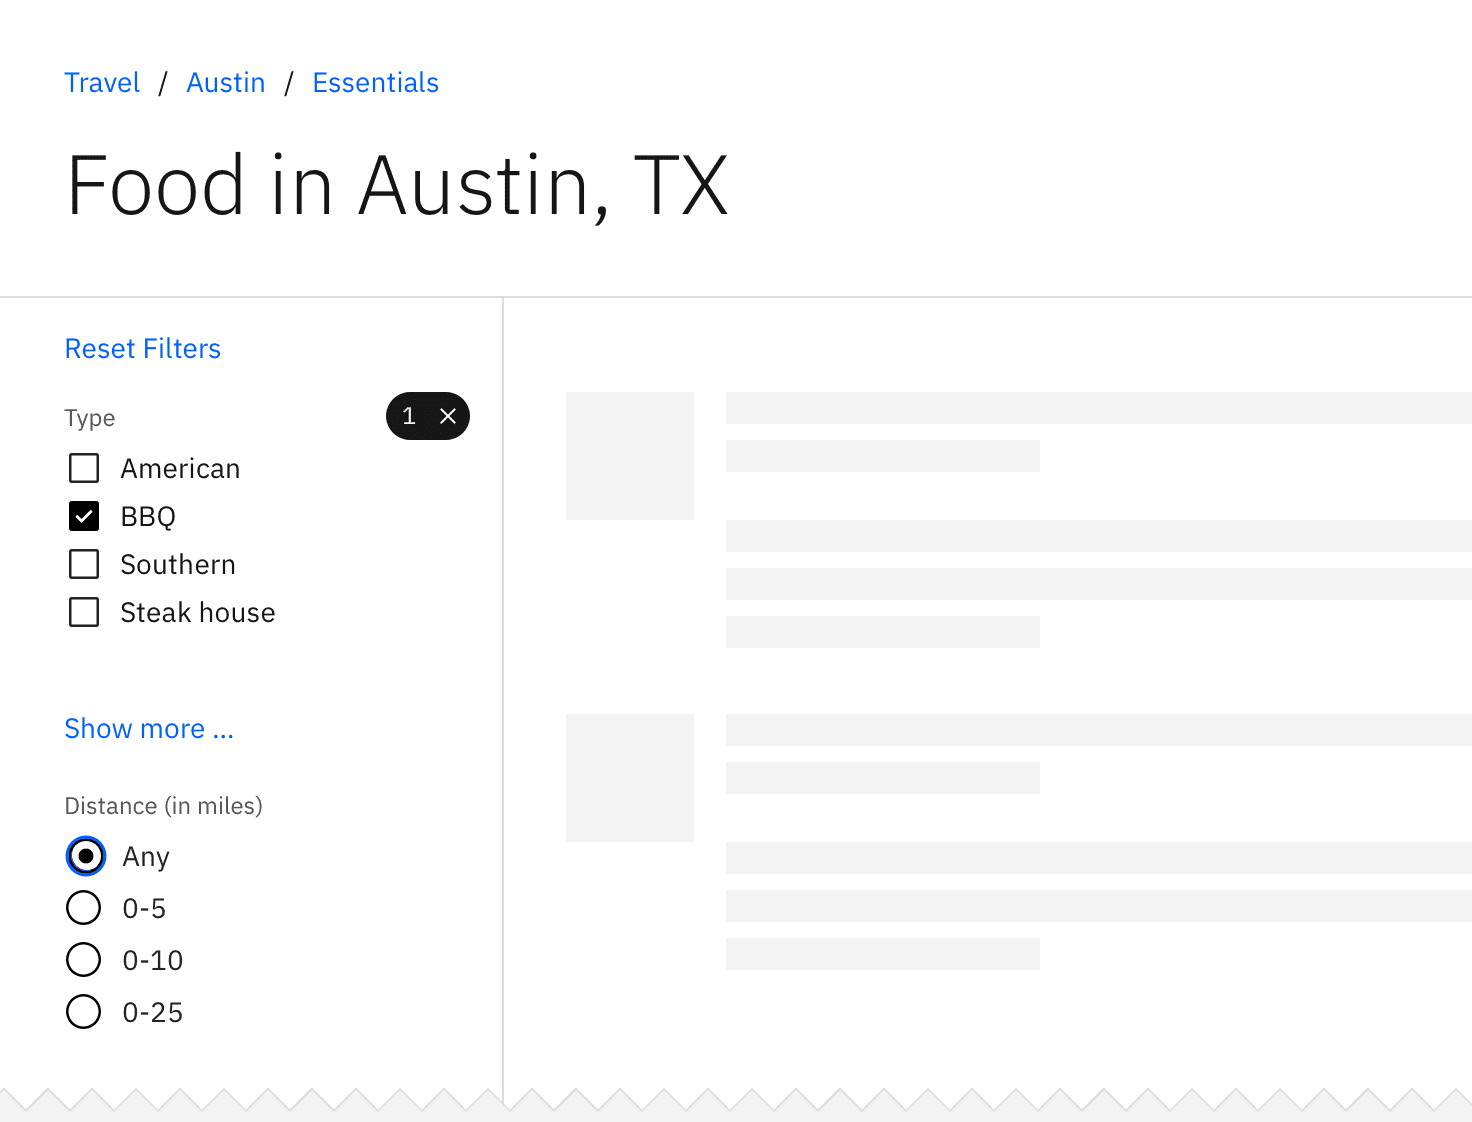 Travel / Austin / Essentials
Food in Austin, TX
Reset Filters
Type
1
American
BBQ
Southern
Steak house
Show more ...
Distance (in miles)
Any
0-5
0-10
0-25